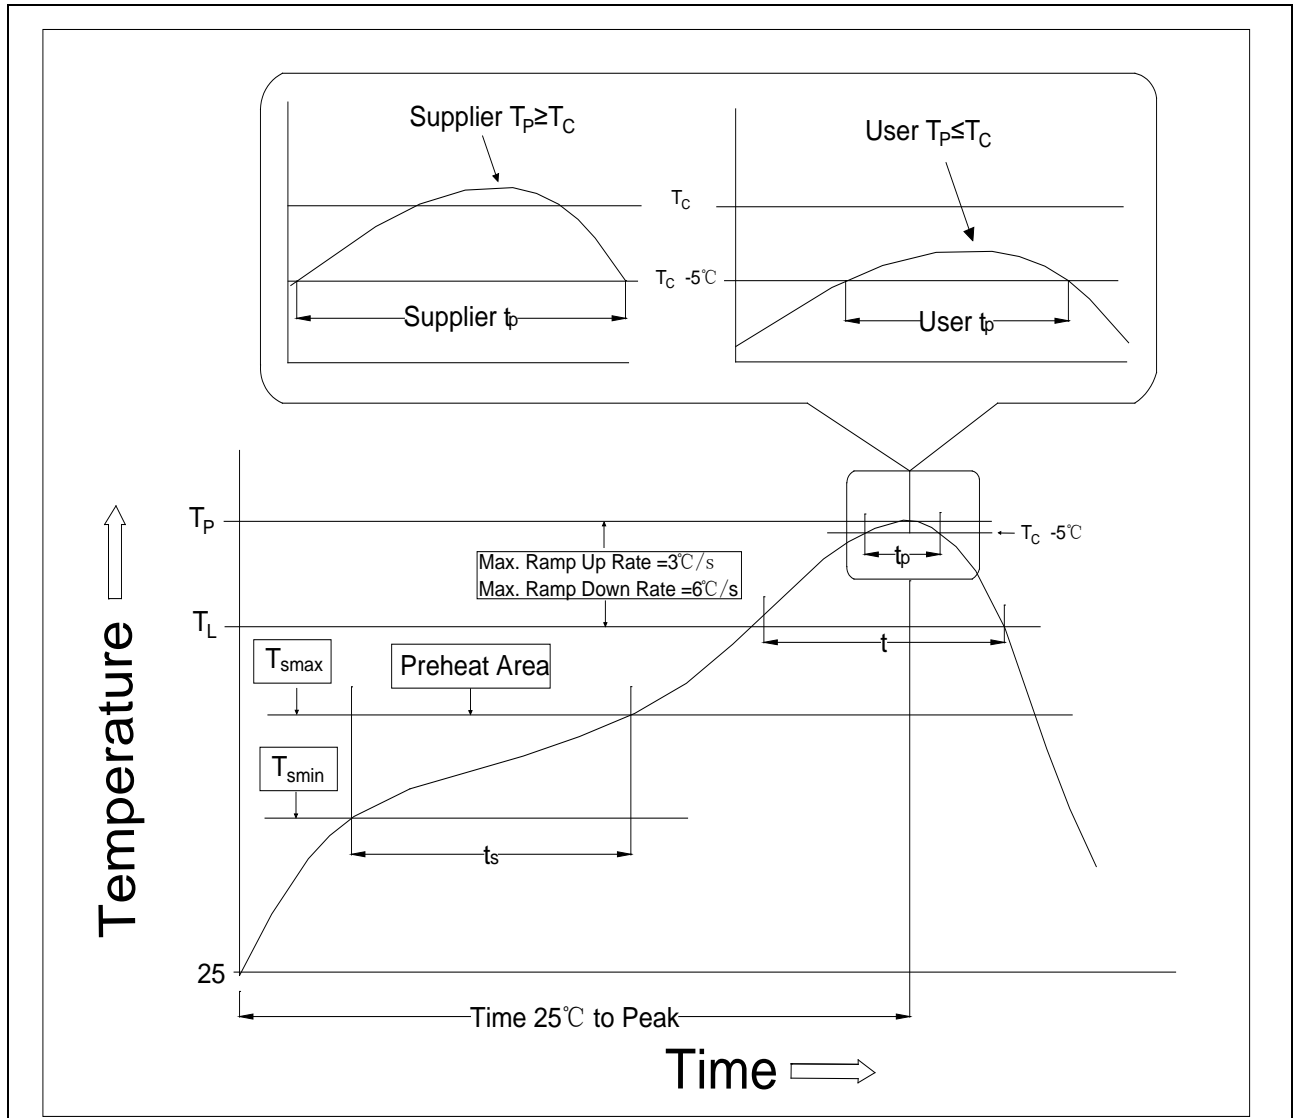 Supplier TP≥TC
User TP≤TC
TC
TC -5℃
Supplier tp
User tp
TP
TC -5℃
tp
Max. Ramp Up Rate =3℃/s
Max. Ramp Down Rate =6℃/s
TL
t
Tsmax
Preheat Area
Tsmin
ts
Temperature
25
Time 25℃ to Peak
Time